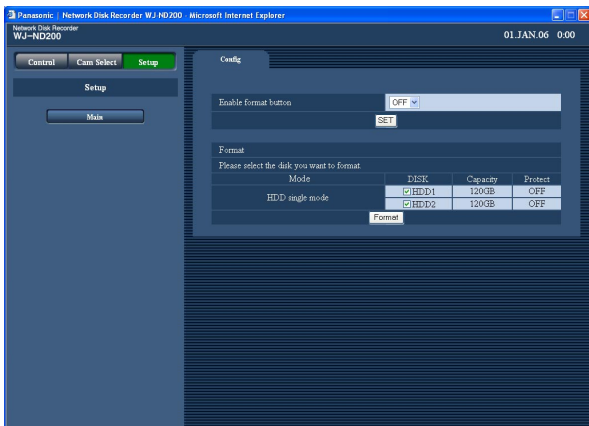 Panasonic | Network Disk Recorder WJ-ND200 - Microsoft Internet Explorer
Network Disk Recorder
WJ-ND200
01.JAN.06 0:00
Control Cam Select Setup
Config
Setup
Main
Enable format button OFF
SET
Format
Please select the disk you want to format.
Mode DISK Capacity Protect
HDD single mode
HDD1 120GB OFF
HDD2 120GB OFF
Format